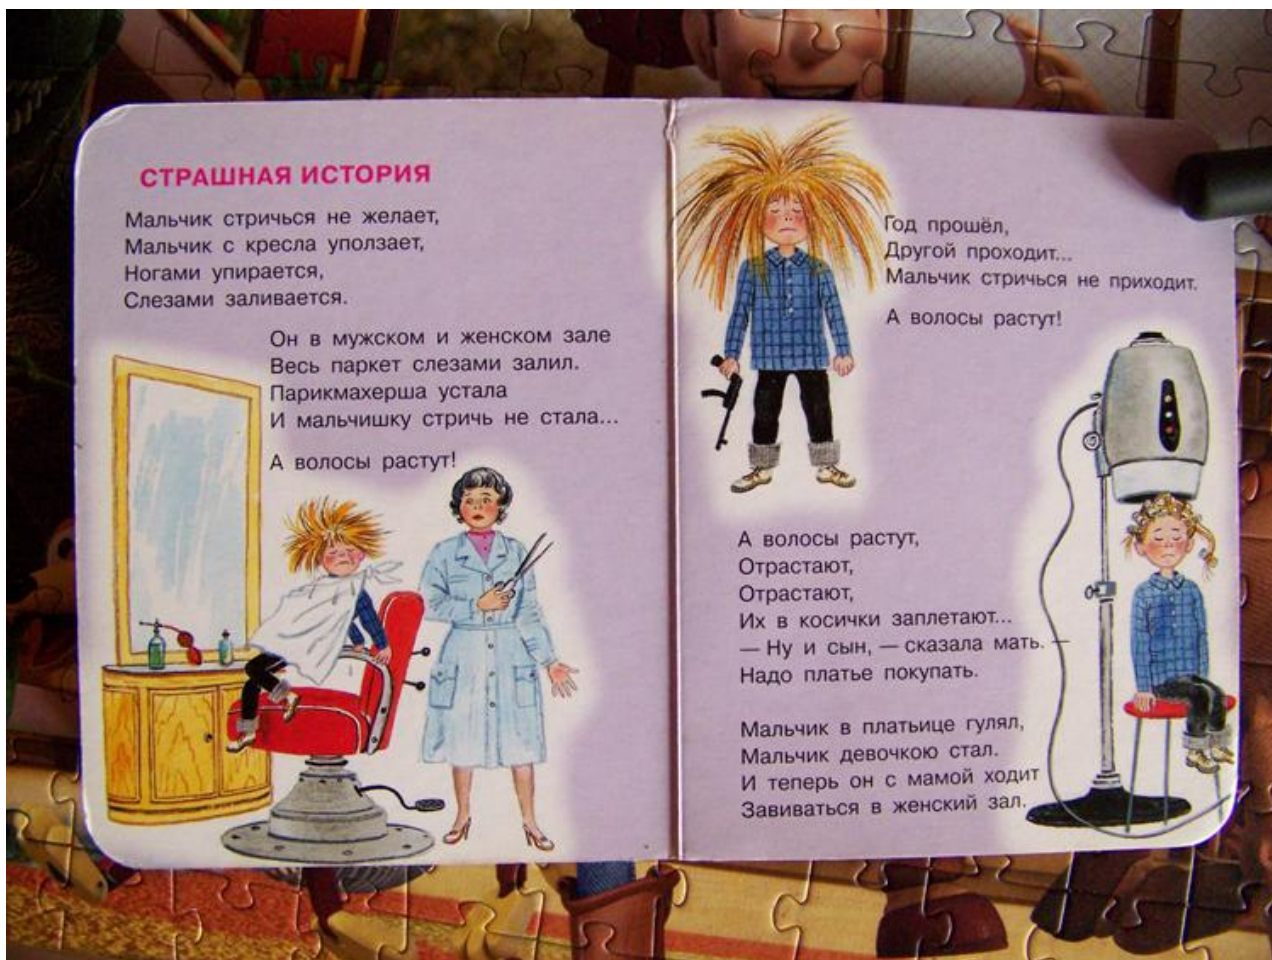 СТРАШНАЯ ИСТОРИЯ
Мальчик стричься не желает,
Мальчик с кресла уползает,
Ногами упирается,
Слезами заливается.
Он в мужском и женском зале
Весь паркет слезами залил.
Парикмахерша устала
И мальчишку стричь не стала...
А волосы растут!
Год прошёл,
Другой проходит...
Мальчик стричься не приходит.
А волосы растут!
А волосы растут,
Отрастают,
Отрастают,
Их в косички заплетают...
— Ну и сын, — сказала мать. —
Надо платье покупать.
Мальчик в платьице гулял,
Мальчик девочкою стал.
И теперь он с мамой ходит
Завиваться в женский зал.